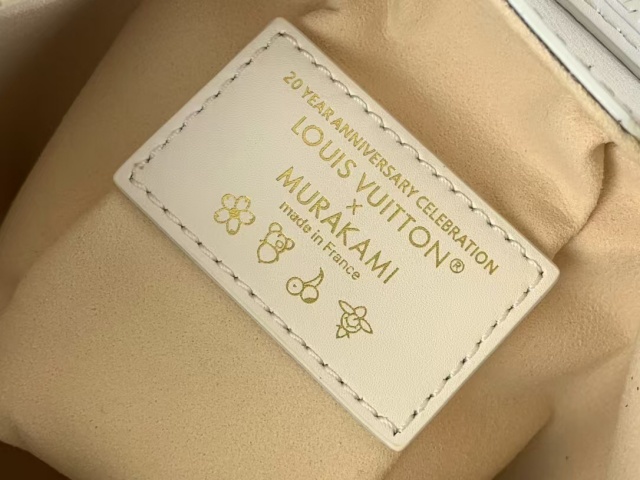 20 YEAR ANNIVERSARY CELEBRATION
LOUIS VUITTON®
×
MURAKAMI
made in France